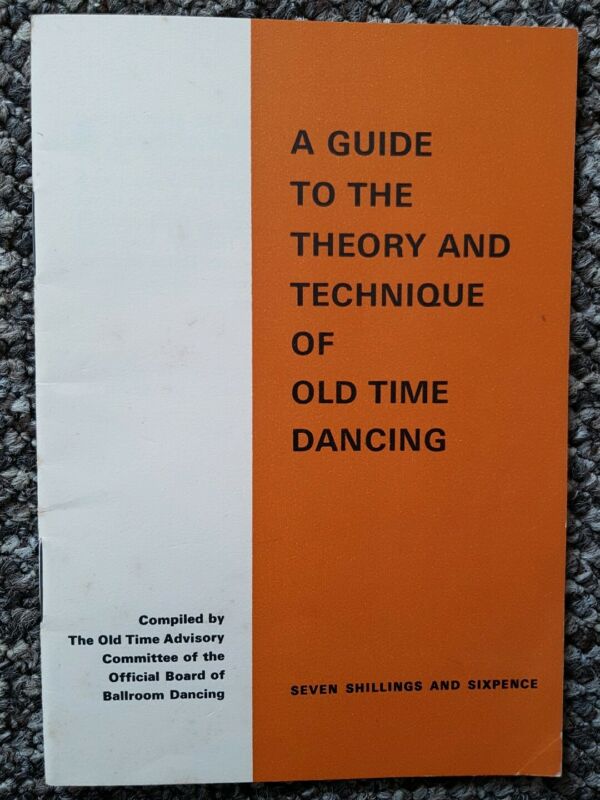 A GUIDE
TO THE
THEORY AND
TECHNIQUE
OF
OLD TIME
DANCING
Compiled by
The Old Time Advisory
Committee of the
Official Board of
Ballroom Dancing
SEVEN SHILLINGS AND SIXPENCE